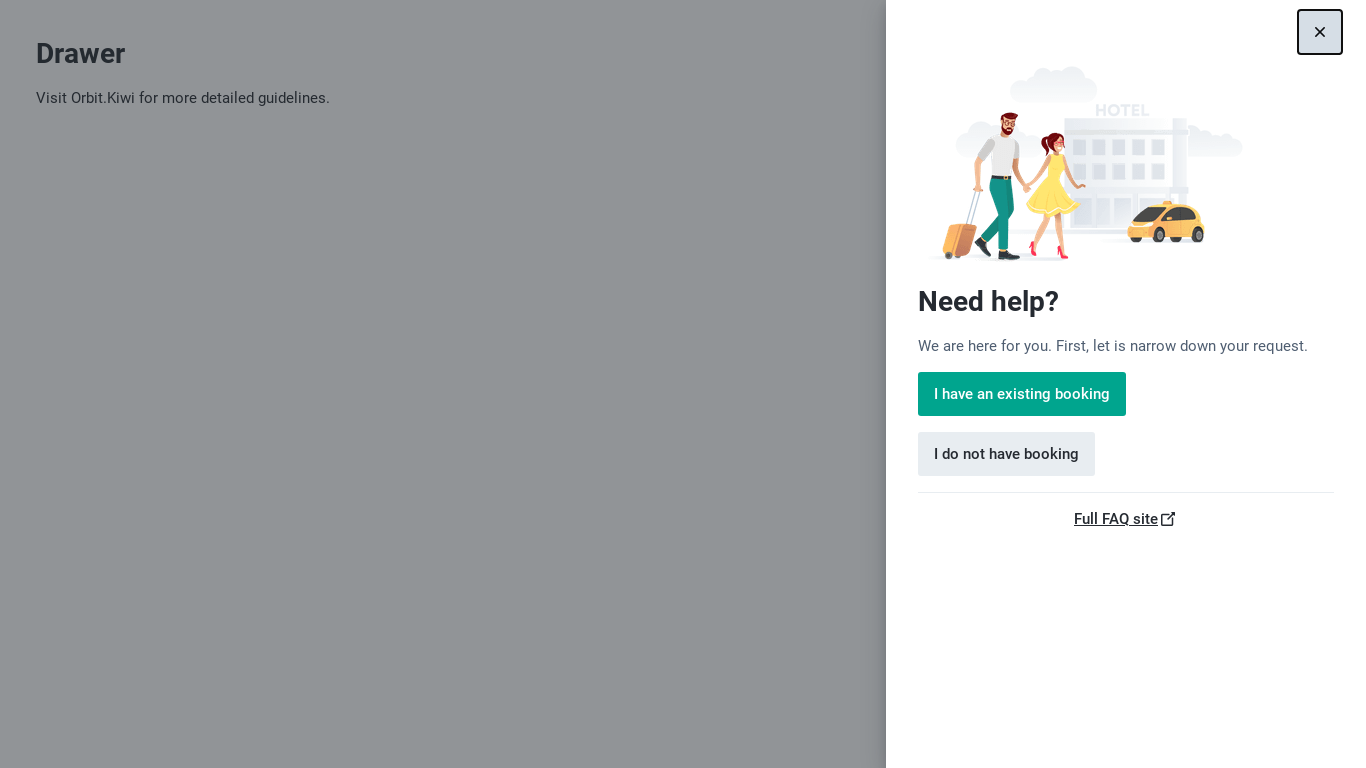 Drawer
Visit Orbit.Kiwi for more detailed guidelines.
HOTEL
Need help?
We are here for you. First, let is narrow down your request.
I have an existing booking
I do not have booking
Full FAQ site